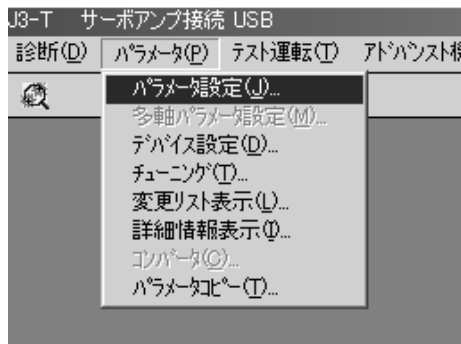 J3-T サーボアンプ接続 USB
診断(D) パラメータ(P) テスト運転(T) アドバンスト機
パラメータ設定(J)...
多軸パラメータ設定(M)...
デバイス設定(D)...
チューニング(T)...
変更リスト表示(L)...
詳細情報表示(I)...
コンバータ(C)...
パラメータコピー(T)...